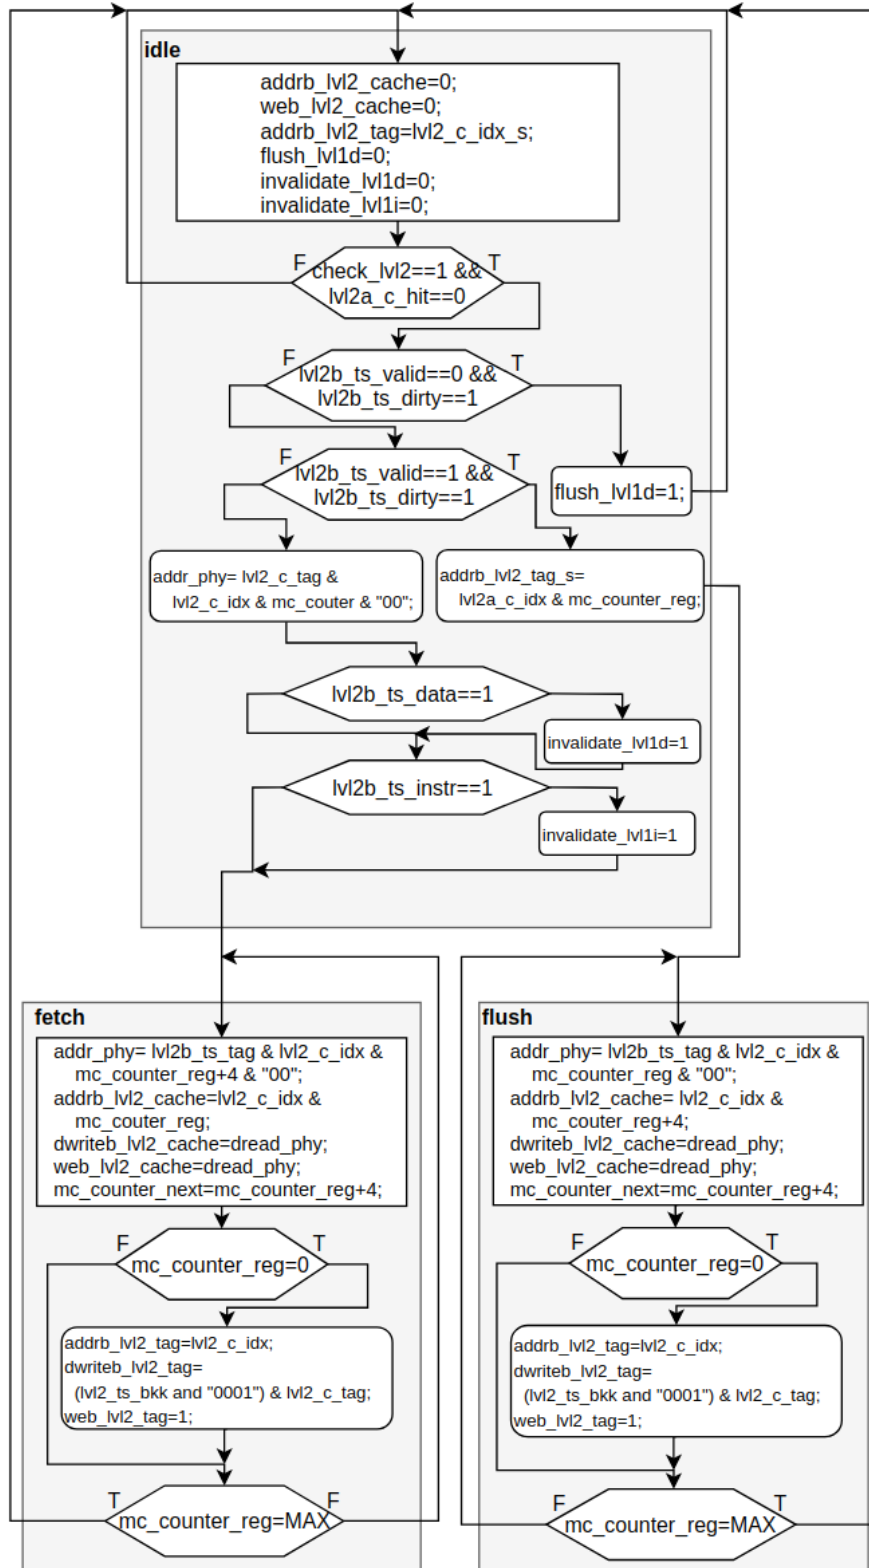 idle
addrb_lvl2_cache=0;
web_lvl2_cache=0;
addrb_lvl2_tag=lvl2_c_idx_s;
flush_lvl1d=0;
invalidate_lvl1d=0;
invalidate_lvl1i=0;
F
T
check_lvl2==1 &&
lvl2a_c_hit==0
F
T
lvl2b_ts_valid==0 &&
lvl2b_ts_dirty==1
F
T
lvl2b_ts_valid==1 &&
lvl2b_ts_dirty==1
flush_lvl1d=1;
addr_phy= lvl2_c_tag &
lvl2_c_idx & mc_couter & "00";
addrb_lvl2_tag_s=
lvl2a_c_idx & mc_counter_reg;
lvl2b_ts_data==1
invalidate_lvl1d=1
lvl2b_ts_instr==1
invalidate_lvl1i=1
fetch
addr_phy= lvl2b_ts_tag & lvl2_c_idx &
mc_counter_reg+4 & "00";
addrb_lvl2_cache=lvl2_c_idx &
mc_couter_reg;
dwriteb_lvl2_cache=dread_phy;
web_lvl2_cache=dread_phy;
mc_counter_next=mc_counter_reg+4;
F
T
mc_counter_reg=0
addrb_lvl2_tag=lvl2_c_idx;
dwriteb_lvl2_tag=
(lvl2_ts_bkk and "0001") & lvl2_c_tag;
web_lvl2_tag=1;
T
F
mc_counter_reg=MAX
flush
addr_phy= lvl2b_ts_tag & lvl2_c_idx &
mc_counter_reg & "00";
addrb_lvl2_cache= lvl2_c_idx &
mc_counter_reg+4;
dwriteb_lvl2_cache=dread_phy;
web_lvl2_cache=dread_phy;
mc_counter_next=mc_counter_reg+4;
F
T
mc_counter_reg=0
addrb_lvl2_tag=lvl2_c_idx;
dwriteb_lvl2_tag=
(lvl2_ts_bkk and "0001") & lvl2_c_tag;
web_lvl2_tag=1;
F
T
mc_counter_reg=MAX